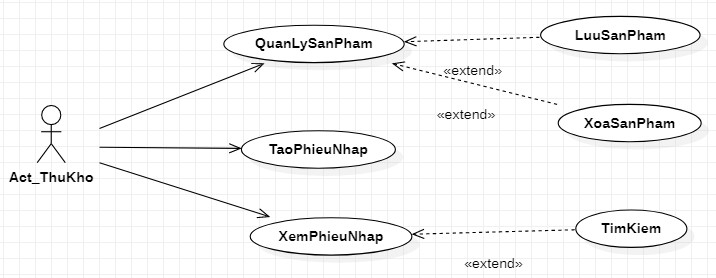 LuuSanPham
QuanLySanPham
«extend»
«extend»
XoaSanPham
TaoPhieuNhap
Act_ThuKho
TimKiem
XemPhieuNhap
«extend»